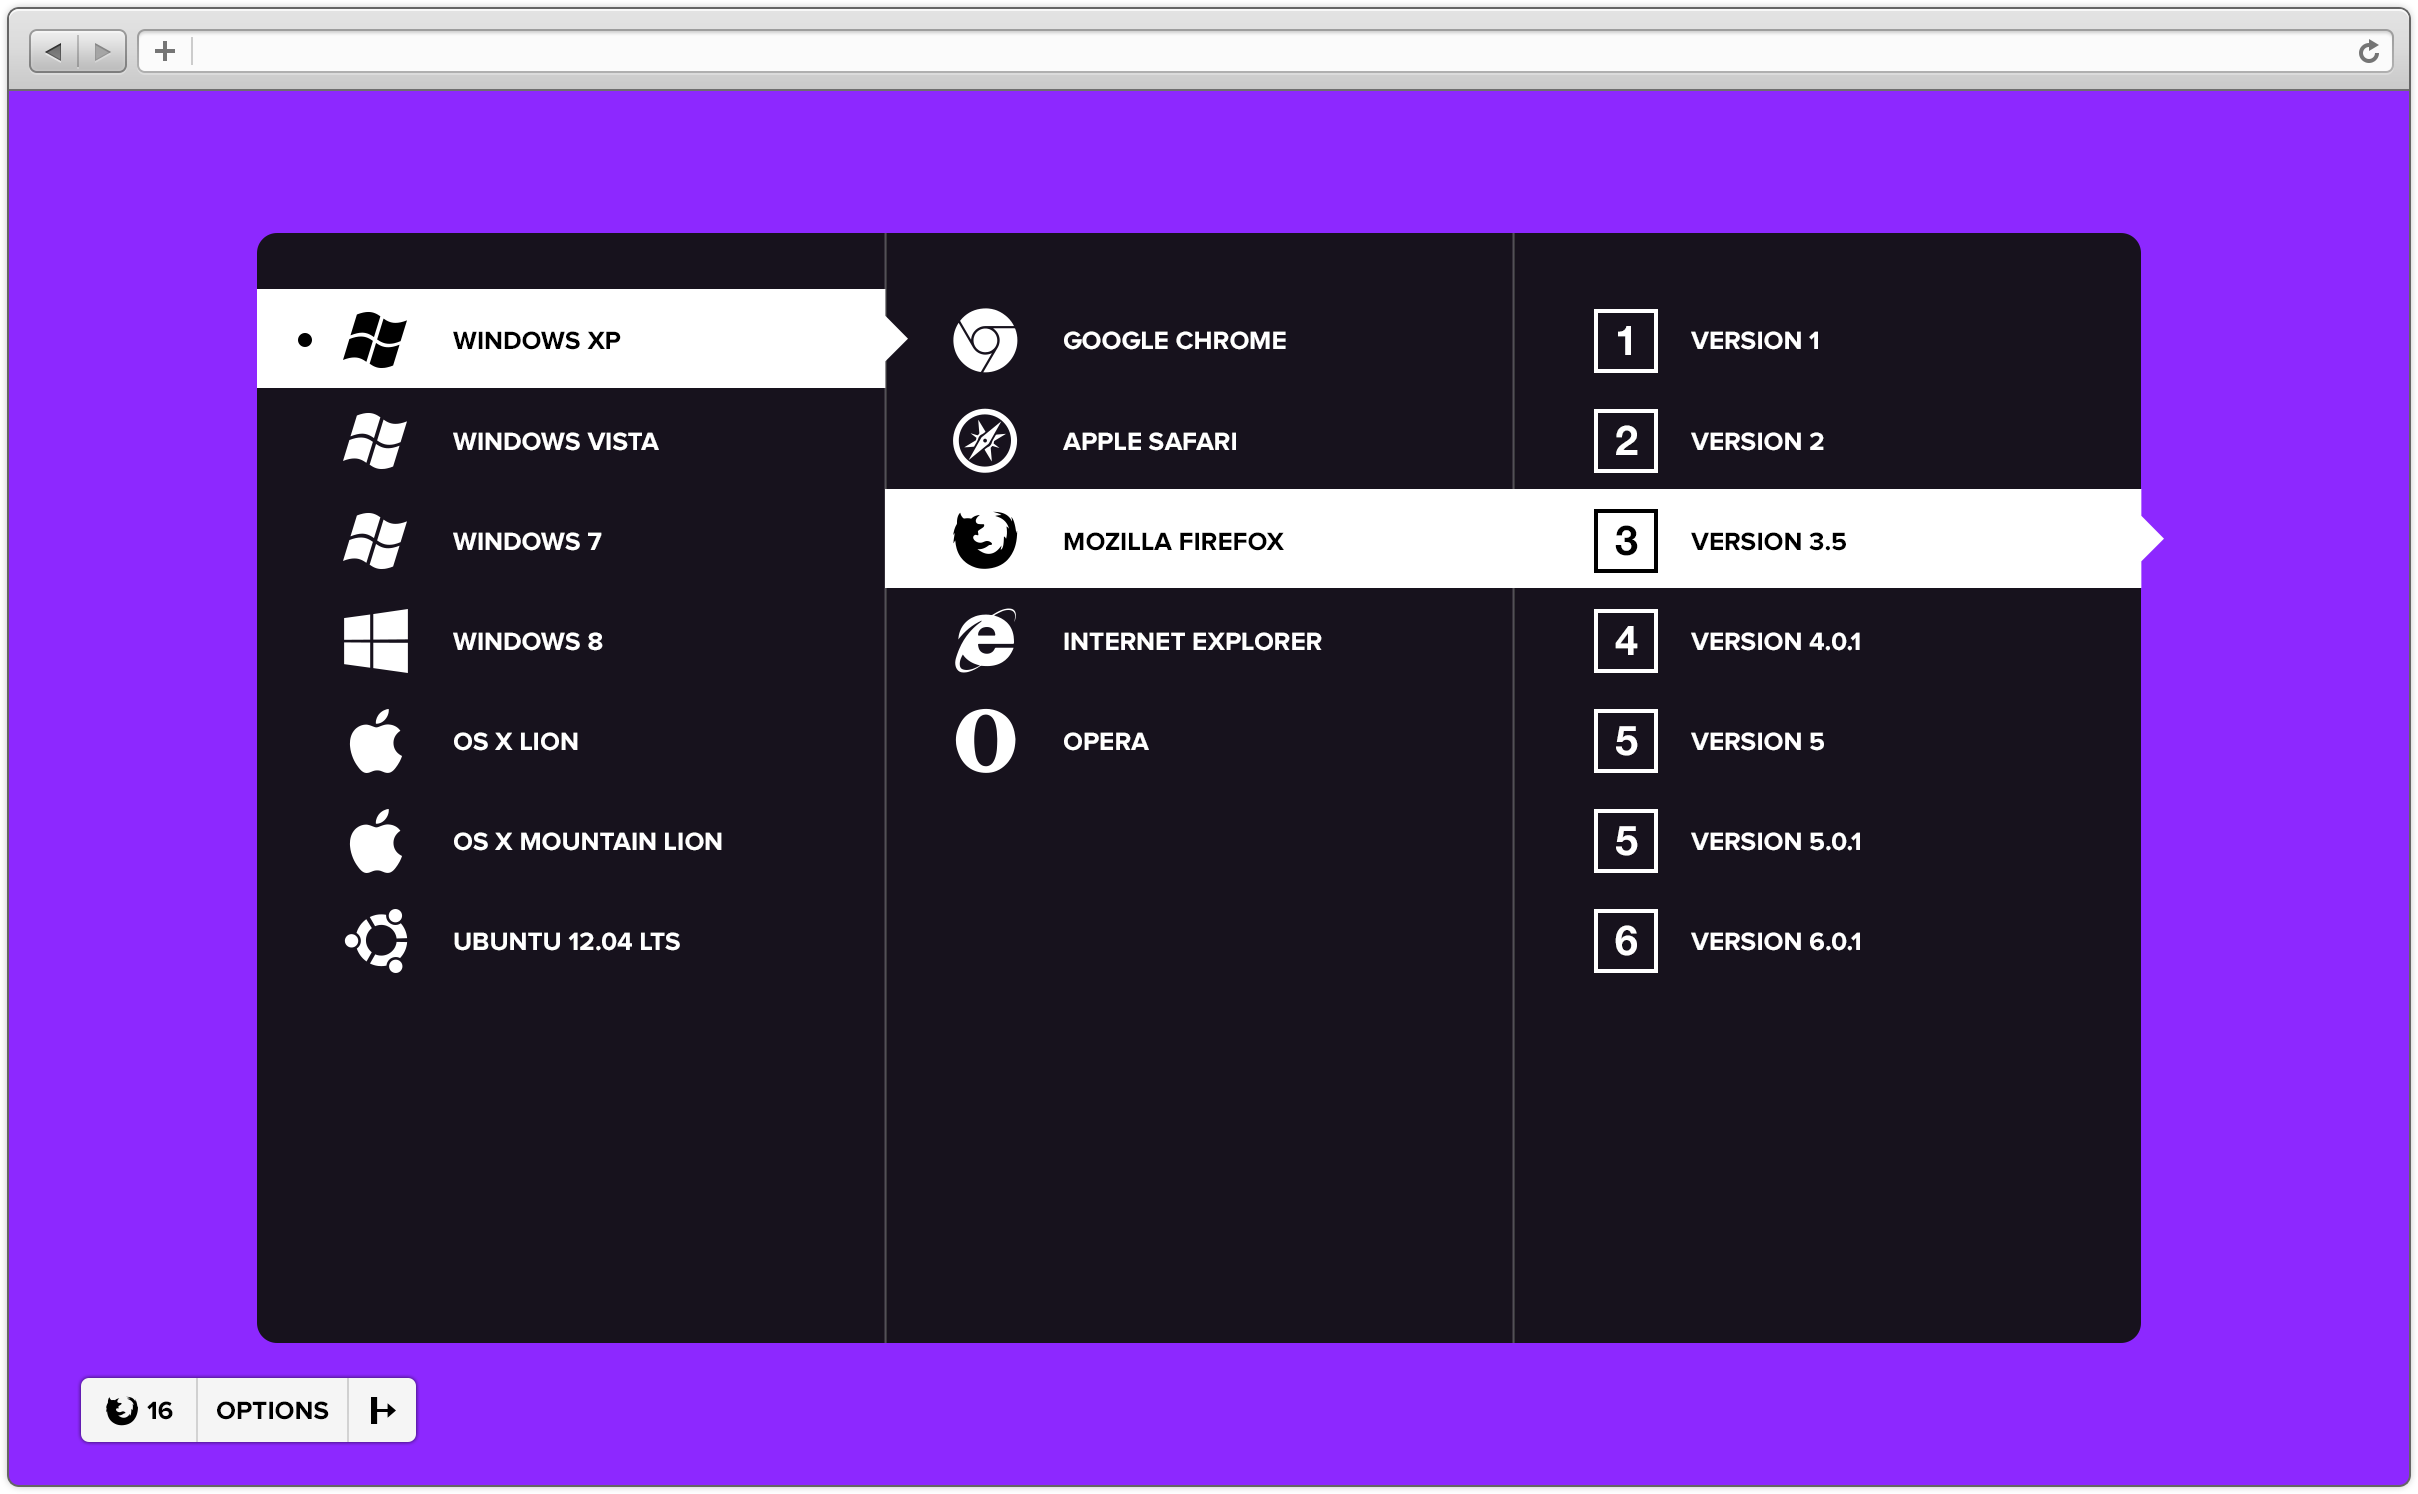 WINDOWS XP
WINDOWS VISTA
WINDOWS 7
WINDOWS 8
OS X LION
OS X MOUNTAIN LION
UBUNTU 12.04 LTS
GOOGLE CHROME
APPLE SAFARI
MOZILLA FIREFOX
INTERNET EXPLORER
OPERA
1 VERSION 1
2 VERSION 2
3 VERSION 3.5
4 VERSION 4.0.1
5 VERSION 5
5 VERSION 5.0.1
6 VERSION 6.0.1
16 OPTIONS